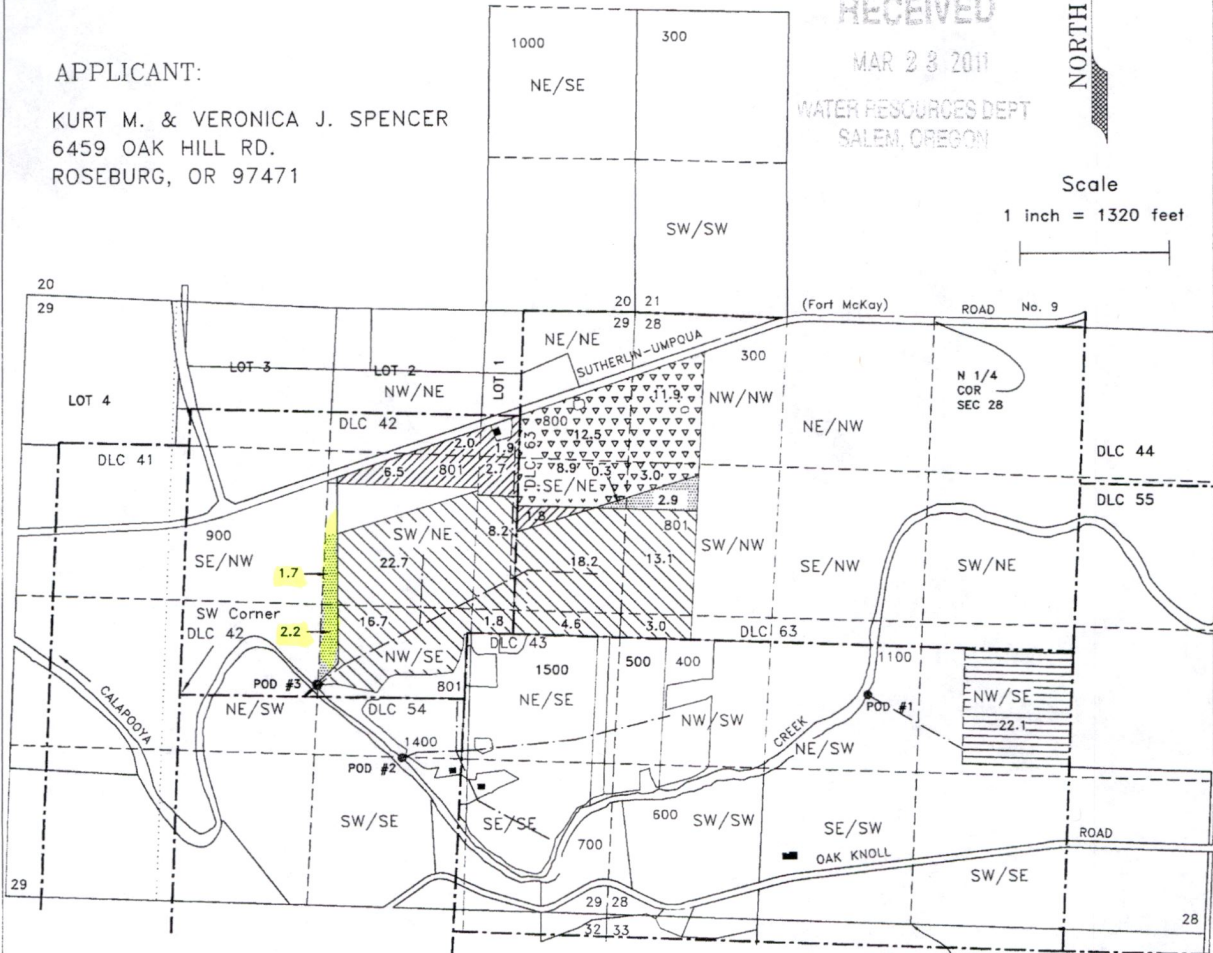 APPLICANT:
KURT M. & VERONICA J. SPENCER
6459 OAK HILL RD.
ROSEBURG, OR 97471
RECEIVED
MAR 23 2011
WATER RESOURCES DEPT
SALEM, OREGON
NORTH
Scale
1 inch = 1320 feet
1000
300
NE/SE
SW/SW
20
29
20 21
29 28
(Fort McKay)
ROAD No. 9
SUTHERLIN-UMPQUA
NE/NE
LOT 4
LOT 3
LOT 2
LOT 1
NW/NE
300
N 1/4
COR
SEC 28
DLC 41
DLC 42
DLC 63
800
11.9
NW/NW
NE/NW
DLC 44
2.0
1.9
12.5
6.5
801
2.7
8.9
0.3
3.0
SE/NE
2.9
DLC 55
900
SE/NW
SW/NE
8.2
1.8
801
22.7
18.2
13.1
SW/NW
SE/NW
SW/NE
1.7
SW Corner
DLC 42
2.2
16.7
1.8
4.6
3.0
DLC 63
NW/SE
DLC 43
CALAPOOYA
POD #3
801
1500
500
400
1100
NE/SW
DLC 54
NE/SE
NW/SW
POD #1
NW/SE
22.1
1400
POD #2
CREEK
NE/SW
SW/SE
SE/SE
600
SW/SW
SE/SW
700
OAK KNOLL
ROAD
SW/SE
29
29 28
32 33
28